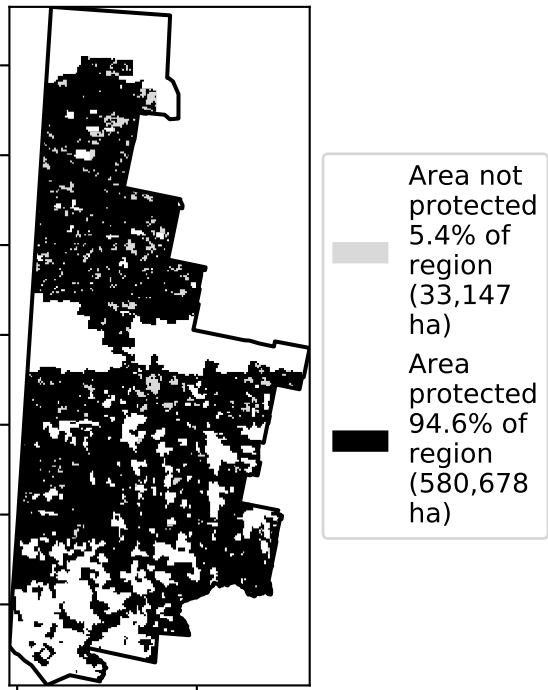 Area not
protected
5.4% of
region
(33,147
ha)
Area
protected
94.6% of
region
(580,678
ha)